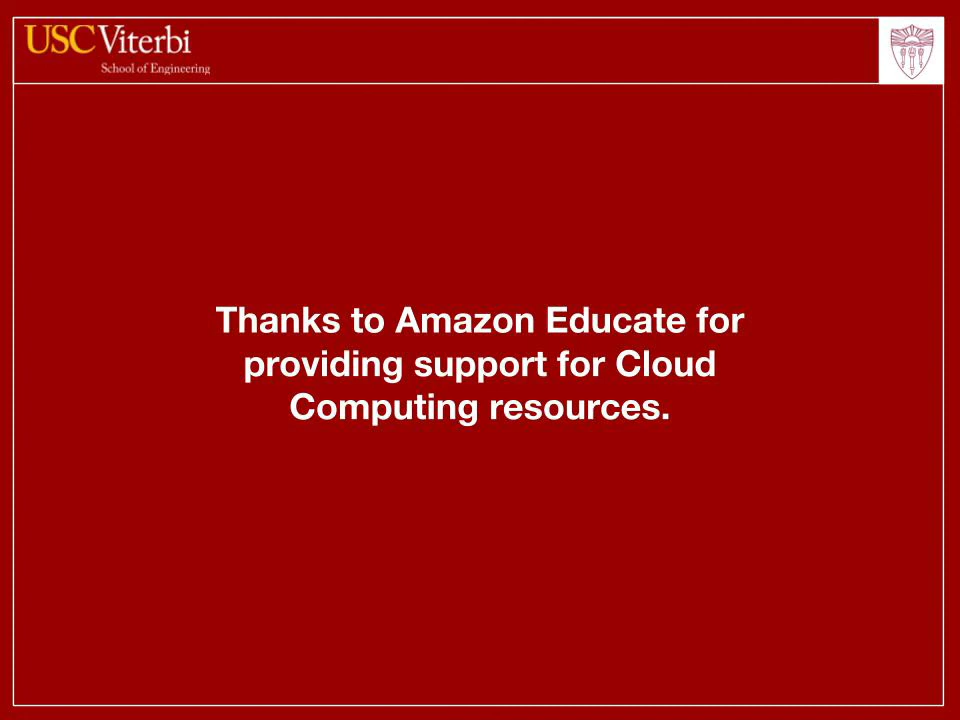 USC Viterbi
School of Engineering
Thanks to Amazon Educate for
providing support for Cloud
Computing resources.